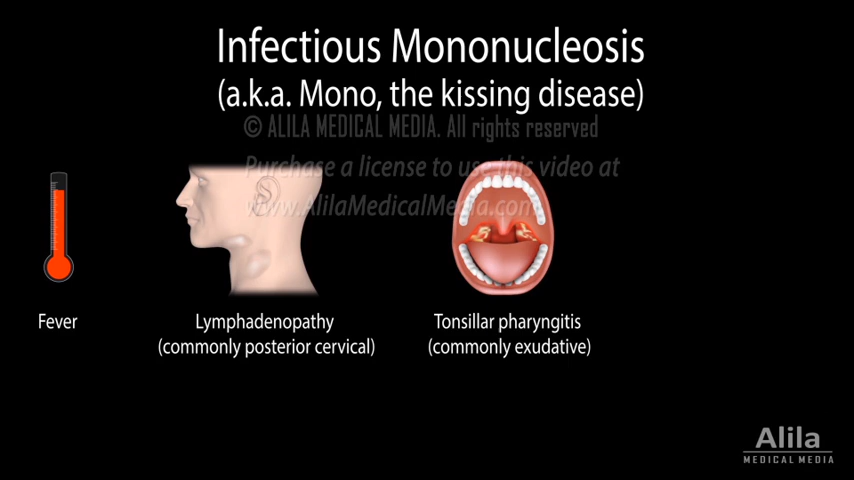 Infectious Mononucleosis
(a.k.a. Mono, the kissing disease)
© ALILA MEDICAL MEDIA. All rights reserved
Purchase a license to use this video at
www.AlilaMedicalMedia.com
Fever
Lymphadenopathy
(commonly posterior cervical)
Tonsillar pharyngitis
(commonly exudative)
Alila
MEDICAL MEDIA